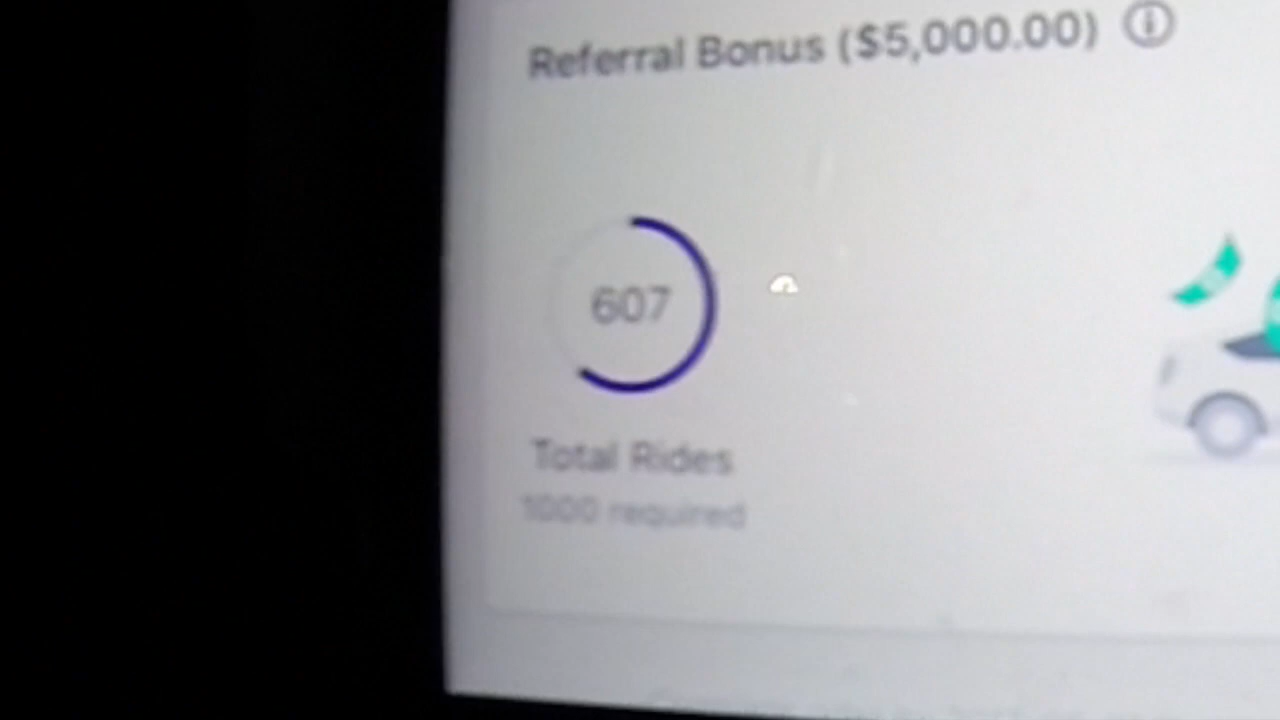 Referral Bonus ($5,000.00)
607
Total Rides
1000 required